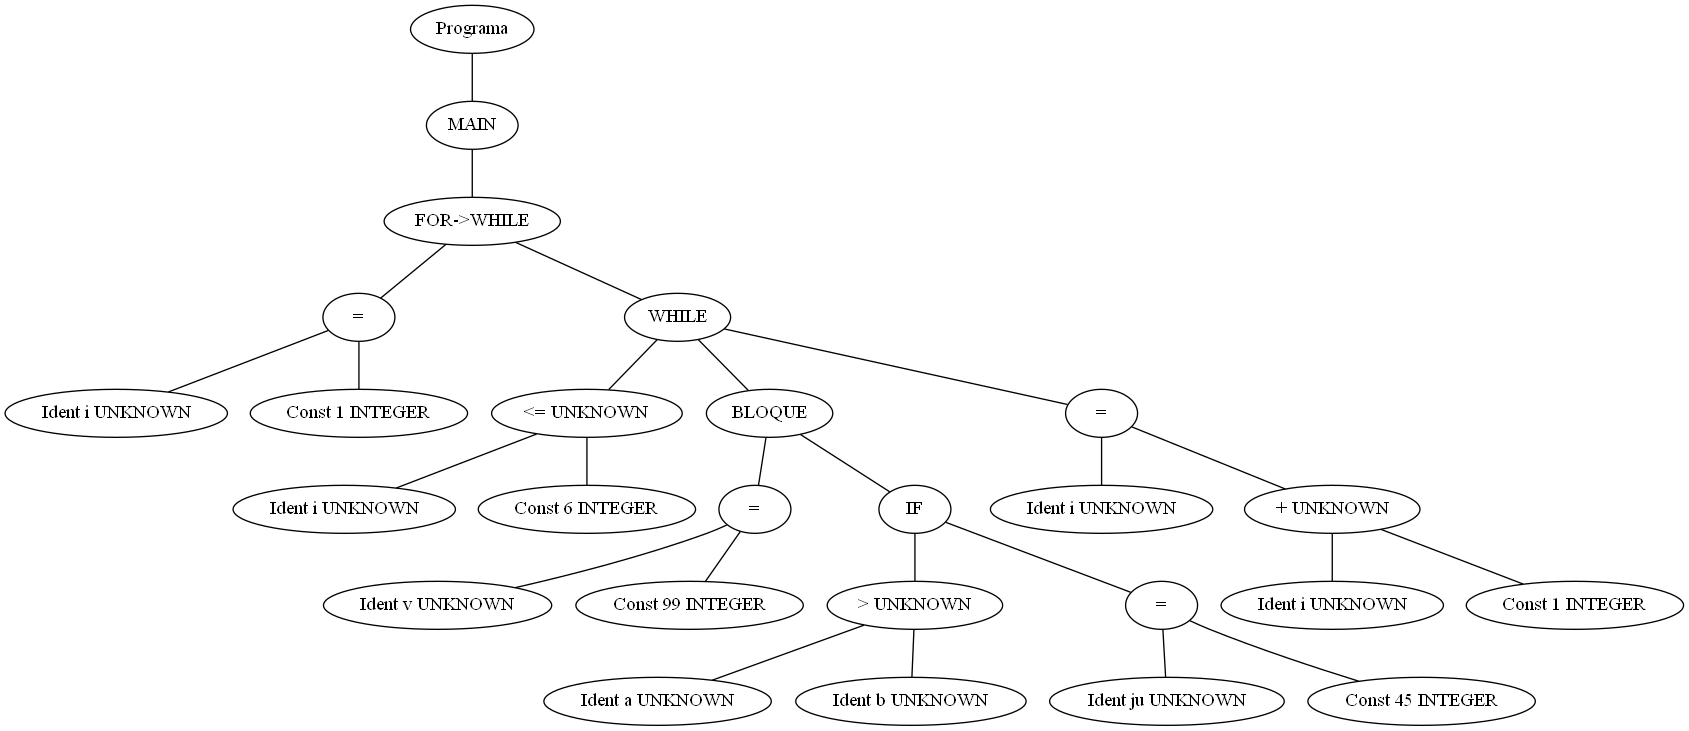 Programa
MAIN
FOR->WHILE
=
WHILE
Ident i UNKNOWN
Const 1 INTEGER
<= UNKNOWN
BLOQUE
=
Ident i UNKNOWN
Const 6 INTEGER
=
IF
Ident i UNKNOWN
+ UNKNOWN
Ident v UNKNOWN
Const 99 INTEGER
> UNKNOWN
=
Ident i UNKNOWN
Const 1 INTEGER
Ident a UNKNOWN
Ident b UNKNOWN
Ident ju UNKNOWN
Const 45 INTEGER